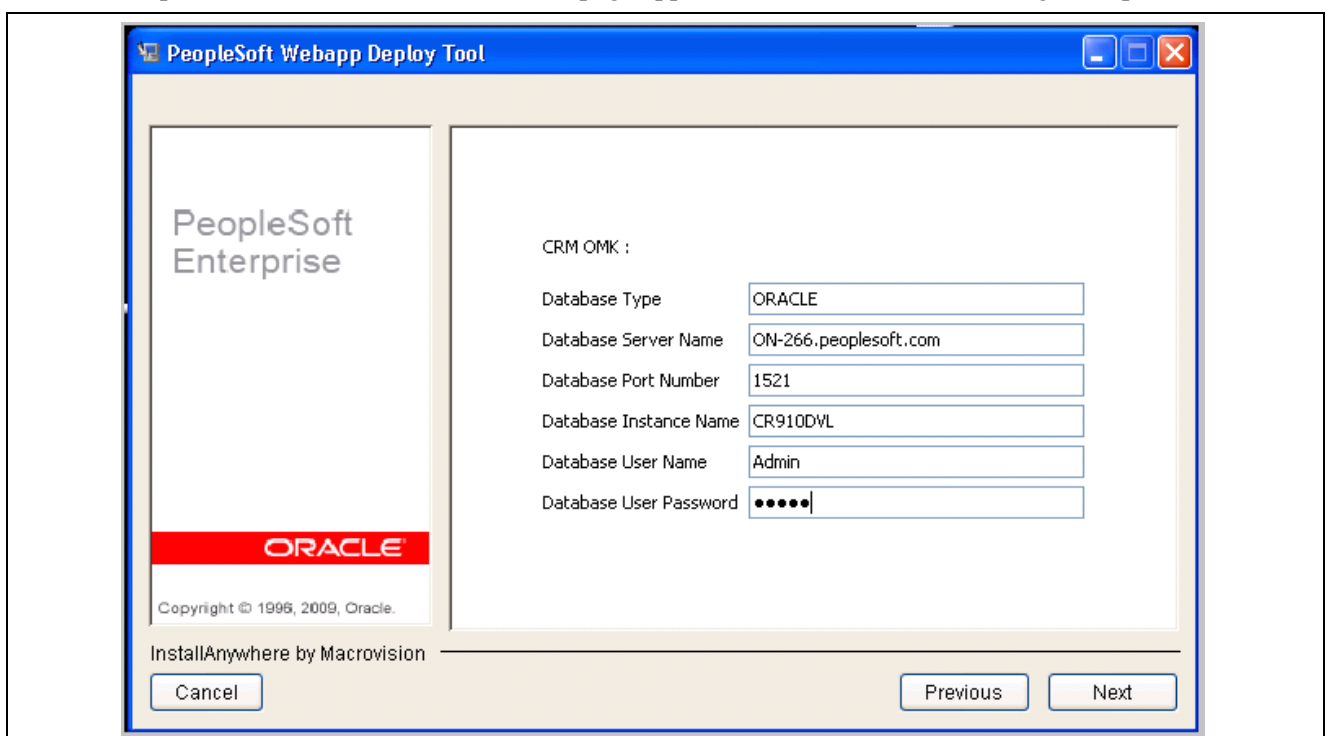 PeopleSoft Webapp Deploy Tool
PeopleSoft
Enterprise
ORACLE
Copyright © 1996, 2009, Oracle.
CRM OMK :
Database Type ORACLE
Database Server Name ON-266.peoplesoft.com
Database Port Number 1521
Database Instance Name CR910DVL
Database User Name Admin
Database User Password ●●●●●
InstallAnywhere by Macrovision
Cancel Previous Next